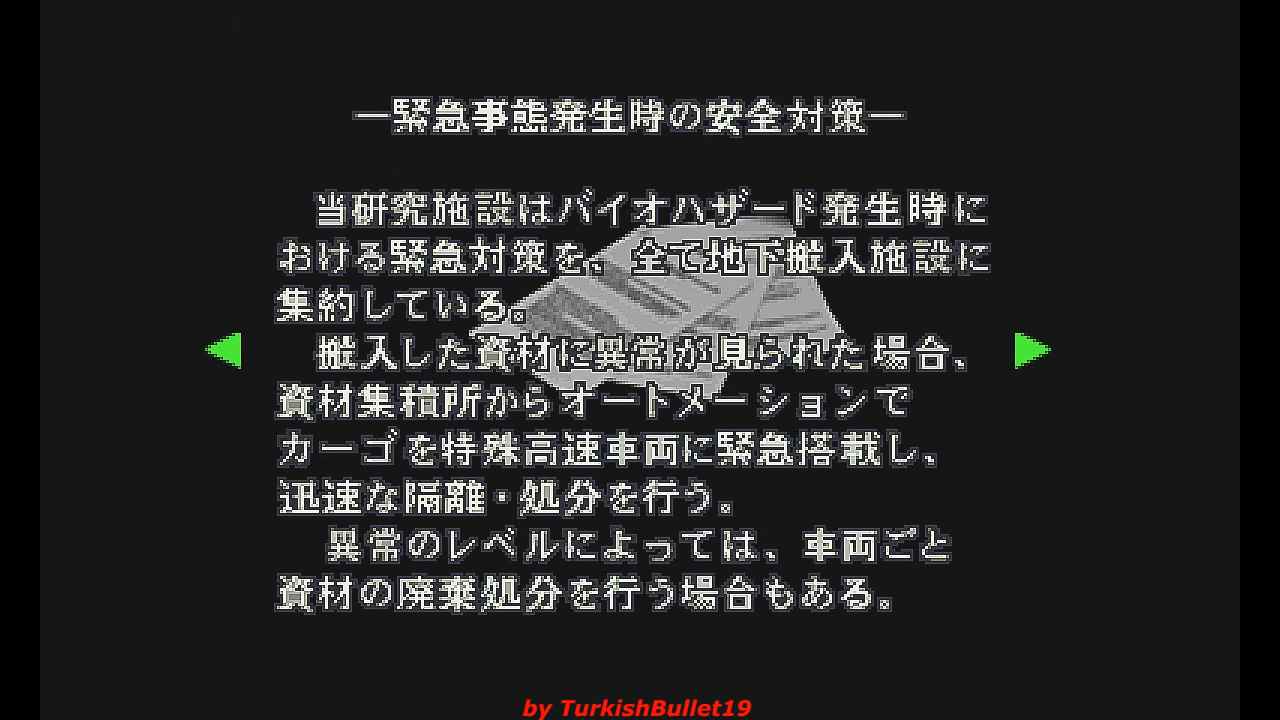 ―緊急事態発生時の安全対策―
当研究施設はバイオハザード発生時に
おける緊急対策を、全て地下搬入施設に
集約している。
搬入した資材に異常が見られた場合、
資材集積所からオートメーションで
カーゴを特殊高速車両に緊急搭載し、
迅速な隔離・処分を行う。
異常のレベルによっては、車両ごと
資材の廃棄処分を行う場合もある。
by TurkishBullet19